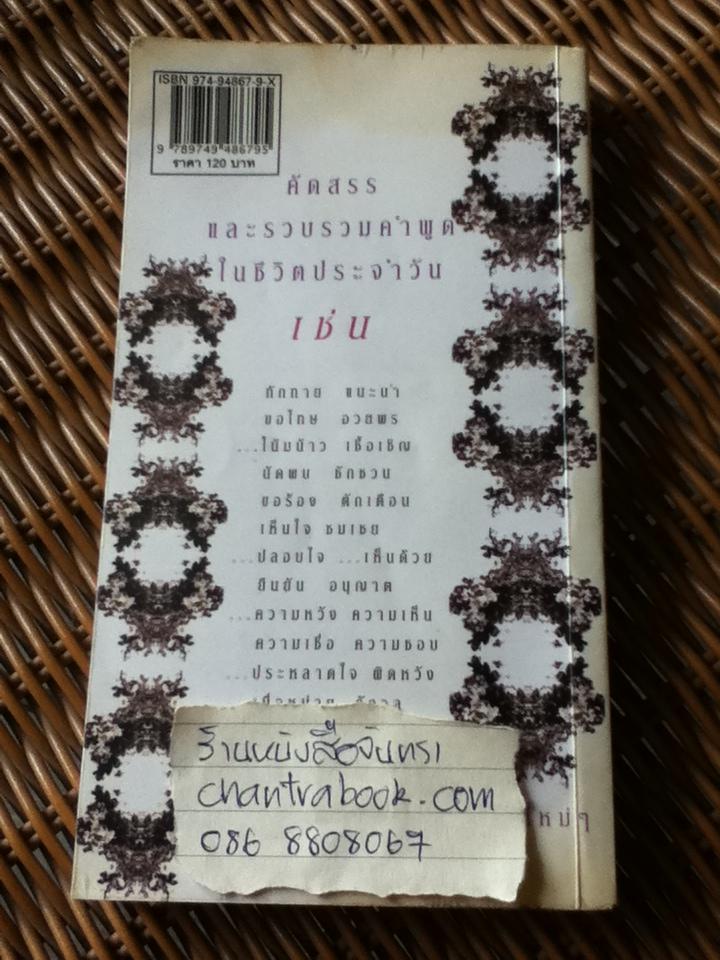 ISBN 974-94867-9-X
9 789749 486795
ราคา 120 บาท
คัดสรร
และรวบรวมคำพูด
ในชีวิตประจำวัน
เช่น
ทักทาย แนะนำ
ขอโทษ อวยพร
...โน้มน้าว เชื้อเชิญ
นัดพบ ชักชวน
ขอร้อง ตักเตือน
เห็นใจ ชมเชย
...ปลอบใจ ...เห็นด้วย
ยืนยัน อนุญาต
...ความหวัง ความเห็น
ความเชื่อ ความชอบ
...ประหลาดใจ ผิดหวัง
ร้านหนังสือจันทรา
chantrabook.com
086 8808067